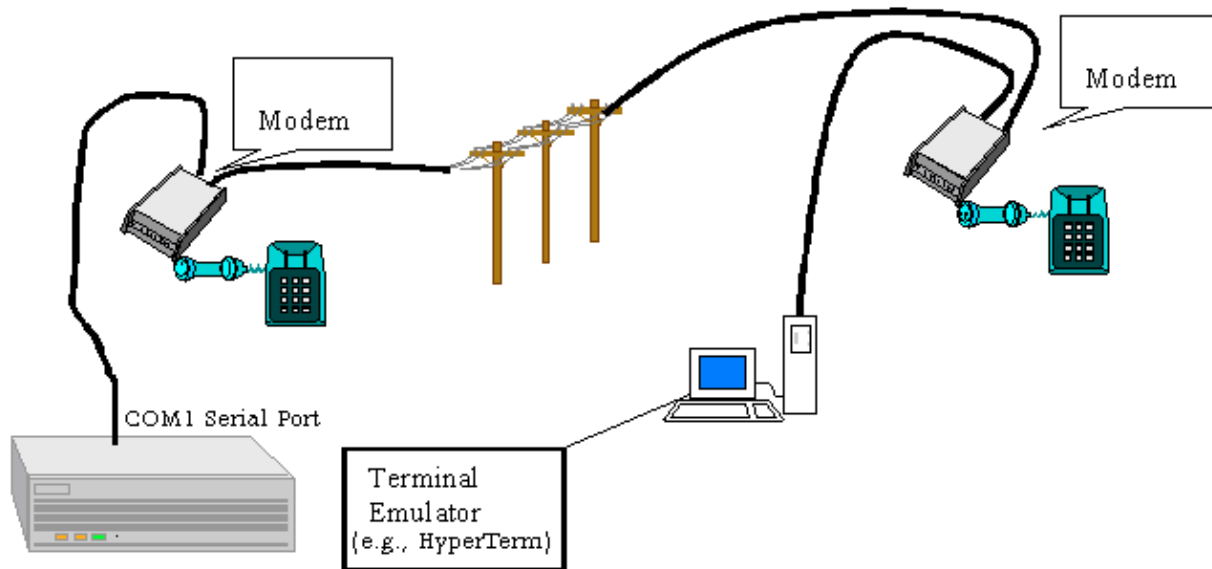 Modem
Modem
COM1 Serial Port
Terminal
Emulator
(e.g., HyperTerm)